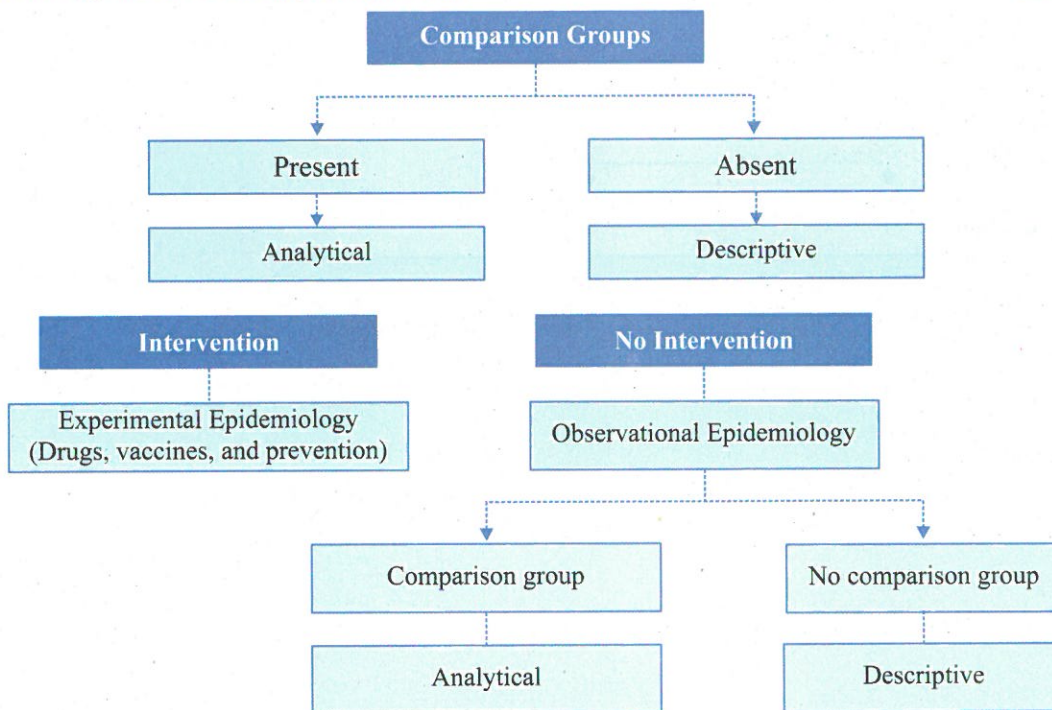 Comparison Groups
Present
Absent
Analytical
Descriptive
Intervention
No Intervention
Experimental Epidemiology
(Drugs, vaccines, and prevention)
Observational Epidemiology
Comparison group
No comparison group
Analytical
Descriptive